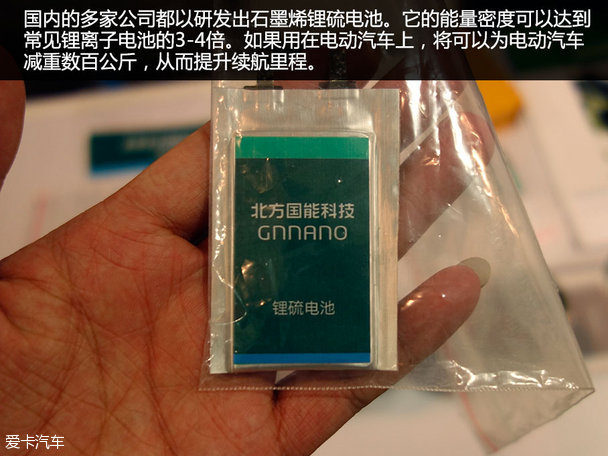 国内的多家公司都以研发出石墨烯锂硫电池。它的能量密度可以达到
常见锂离子电池的3-4倍。如果用在电动汽车上，将可以为电动汽车
减重数百公斤，从而提升续航里程。
北方国能科技
GNNANO
锂硫电池
爱卡汽车